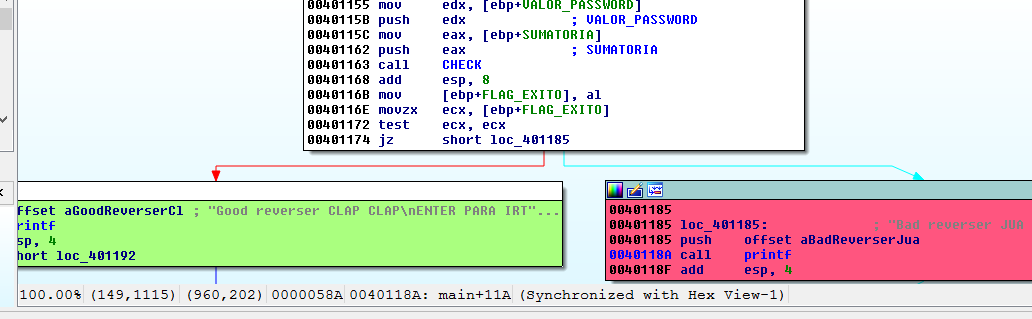 00401155 mov edx, [ebp+VALOR_PASSWORD]
0040115B push edx ; VALOR_PASSWORD
0040115C mov eax, [ebp+SUMATORIA]
00401162 push eax ; SUMATORIA
00401163 call CHECK
00401168 add esp, 8
0040116B mov [ebp+FLAG_EXITO], al
0040116E movzx ecx, [ebp+FLAG_EXITO]
00401172 test ecx, ecx
00401174 jz short loc_401185
ffset aGoodReverserCl ; "Good reverser CLAP CLAP\nENTER PARA IRT"...
rintf
sp, 4
hort loc_401192
00401185
00401185 loc_401185: ; "Bad reverser JUA
00401185 push offset aBadReverserJua
0040118A call printf
0040118F add esp, 4
100.00% (149,1115) (960,202) 0000058A 0040118A: main+11A (Synchronized with Hex View-1)